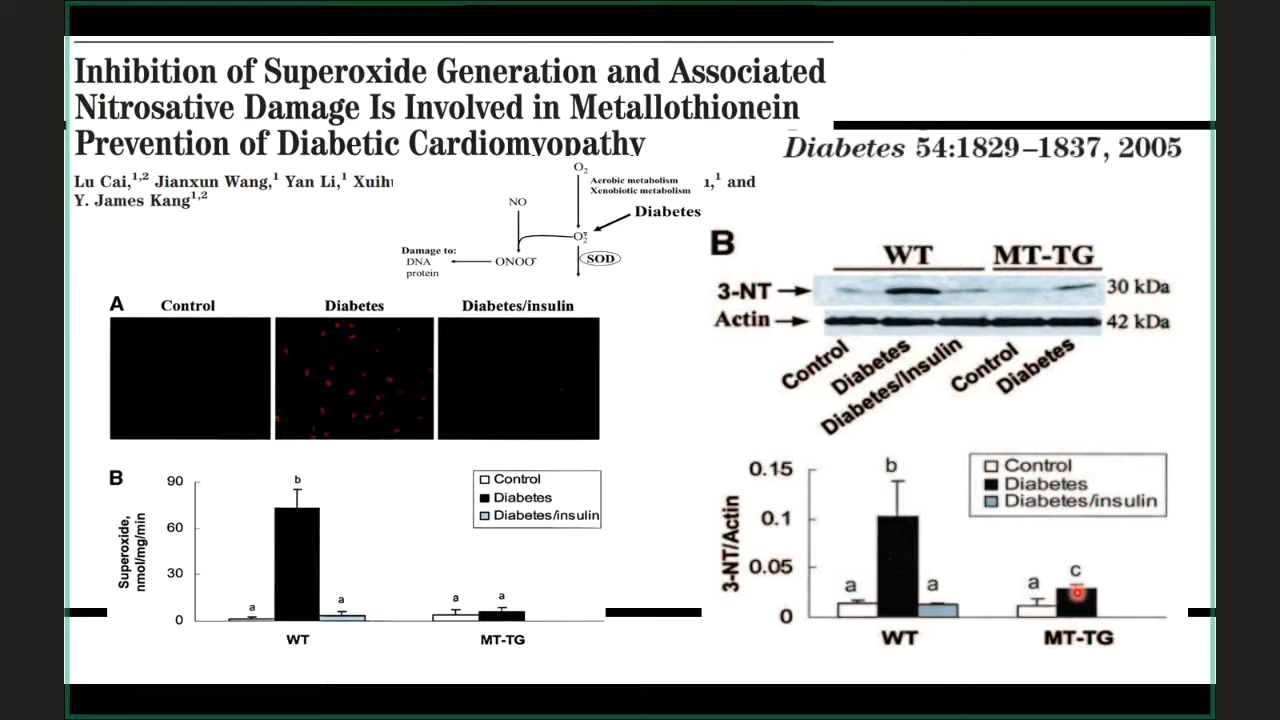 Inhibition of Superoxide Generation and Associated
Nitrosative Damage Is Involved in Metallothionein
Prevention of Diabetic Cardiomyopathy
Diabetes 54:1829–1837, 2005
Lu Cai,1,2 Jianxun Wang,1 Yan Li,1
,1 and
Y. James Kang1,2
O2
Aerobic metabolism
Xenobiotic metabolism
NO
Diabetes
O2-
Damage to:
DNA
protein
ONOO-
SOD
A
Control
Diabetes
Diabetes/insulin
B
Superoxide,
nmol/mg/min
90
60
30
0
a
b
a
a
a
Control
Diabetes
Diabetes/insulin
WT
MT-TG
B
WT
MT-TG
3-NT
30 kDa
Actin
42 kDa
Control
Diabetes
Diabetes/Insulin
Control
Diabetes
3-NT/Actin
0.15
0.1
0.05
0
a
b
a
a
c
Control
Diabetes
Diabetes/insulin
WT
MT-TG